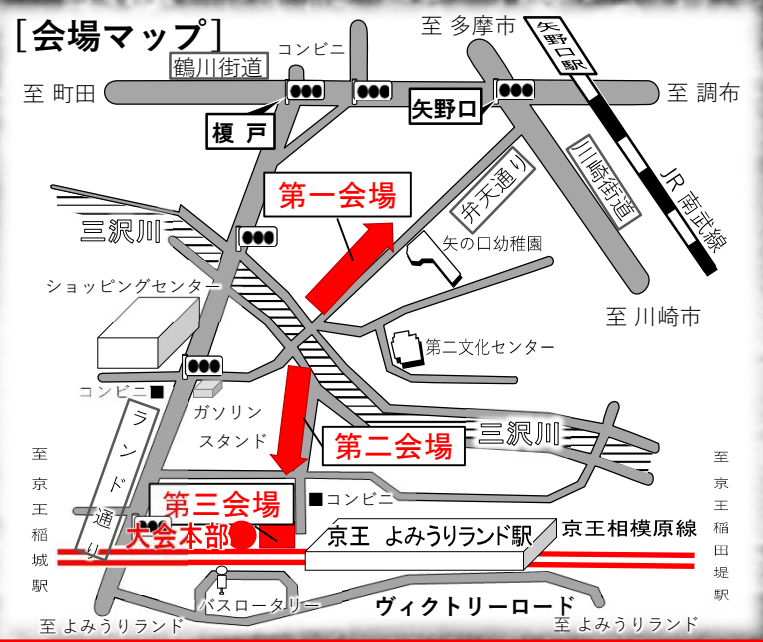 ［会場マップ］
コンビニ
至 多摩市
矢野口駅
鶴川街道
至 町田
至 調布
榎戸
矢野口
川崎街道
JR 南武線
弁天通り
第一会場
三沢川
矢の口幼稚園
ショッピングセンター
至 川崎市
第二文化センター
コンビニ■
ガソリン
スタンド
ランド通り
第二会場
三沢川
至京王稲城駅
至京王稲田堤駅
第三会場
■コンビニ
大会本部
京王 よみうりランド駅
京王相模原線
バスロータリー
ヴィクトリーロード
至 よみうりランド
至 よみうりランド